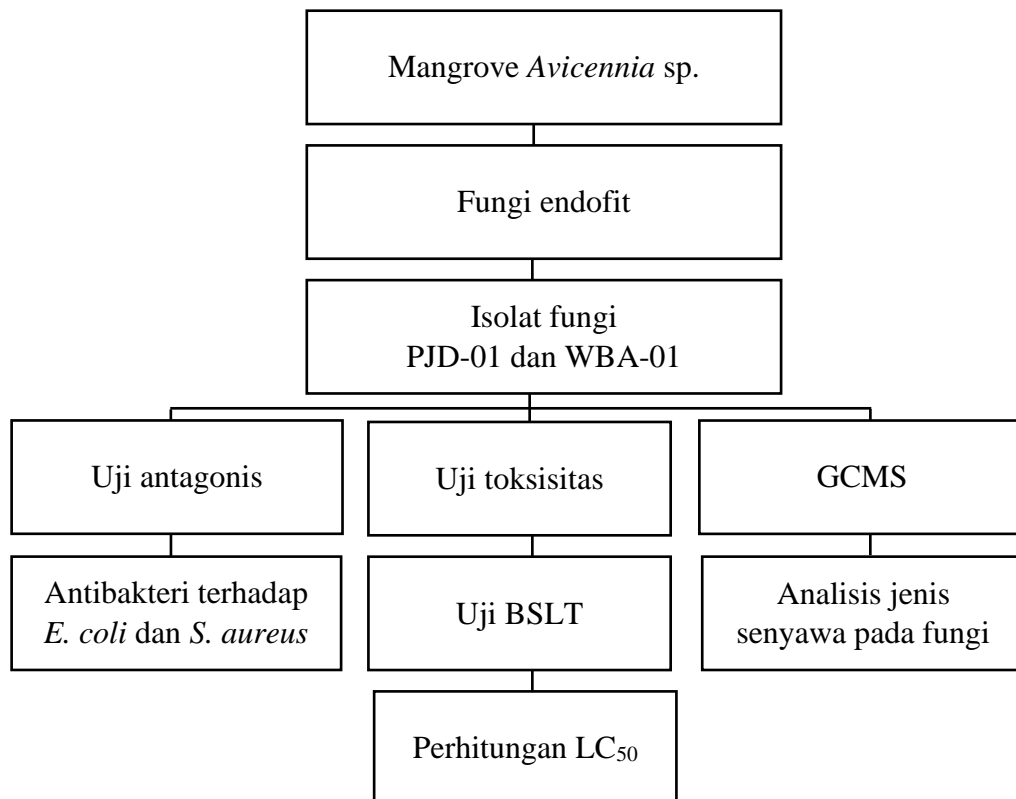 Mangrove Avicennia sp.
Fungi endofit
Isolat fungi
PJD-01 dan WBA-01
Uji antagonis
Uji toksisitas
GCMS
Antibakteri terhadap
E. coli dan S. aureus
Uji BSLT
Analisis jenis
senyawa pada fungi
Perhitungan LC50